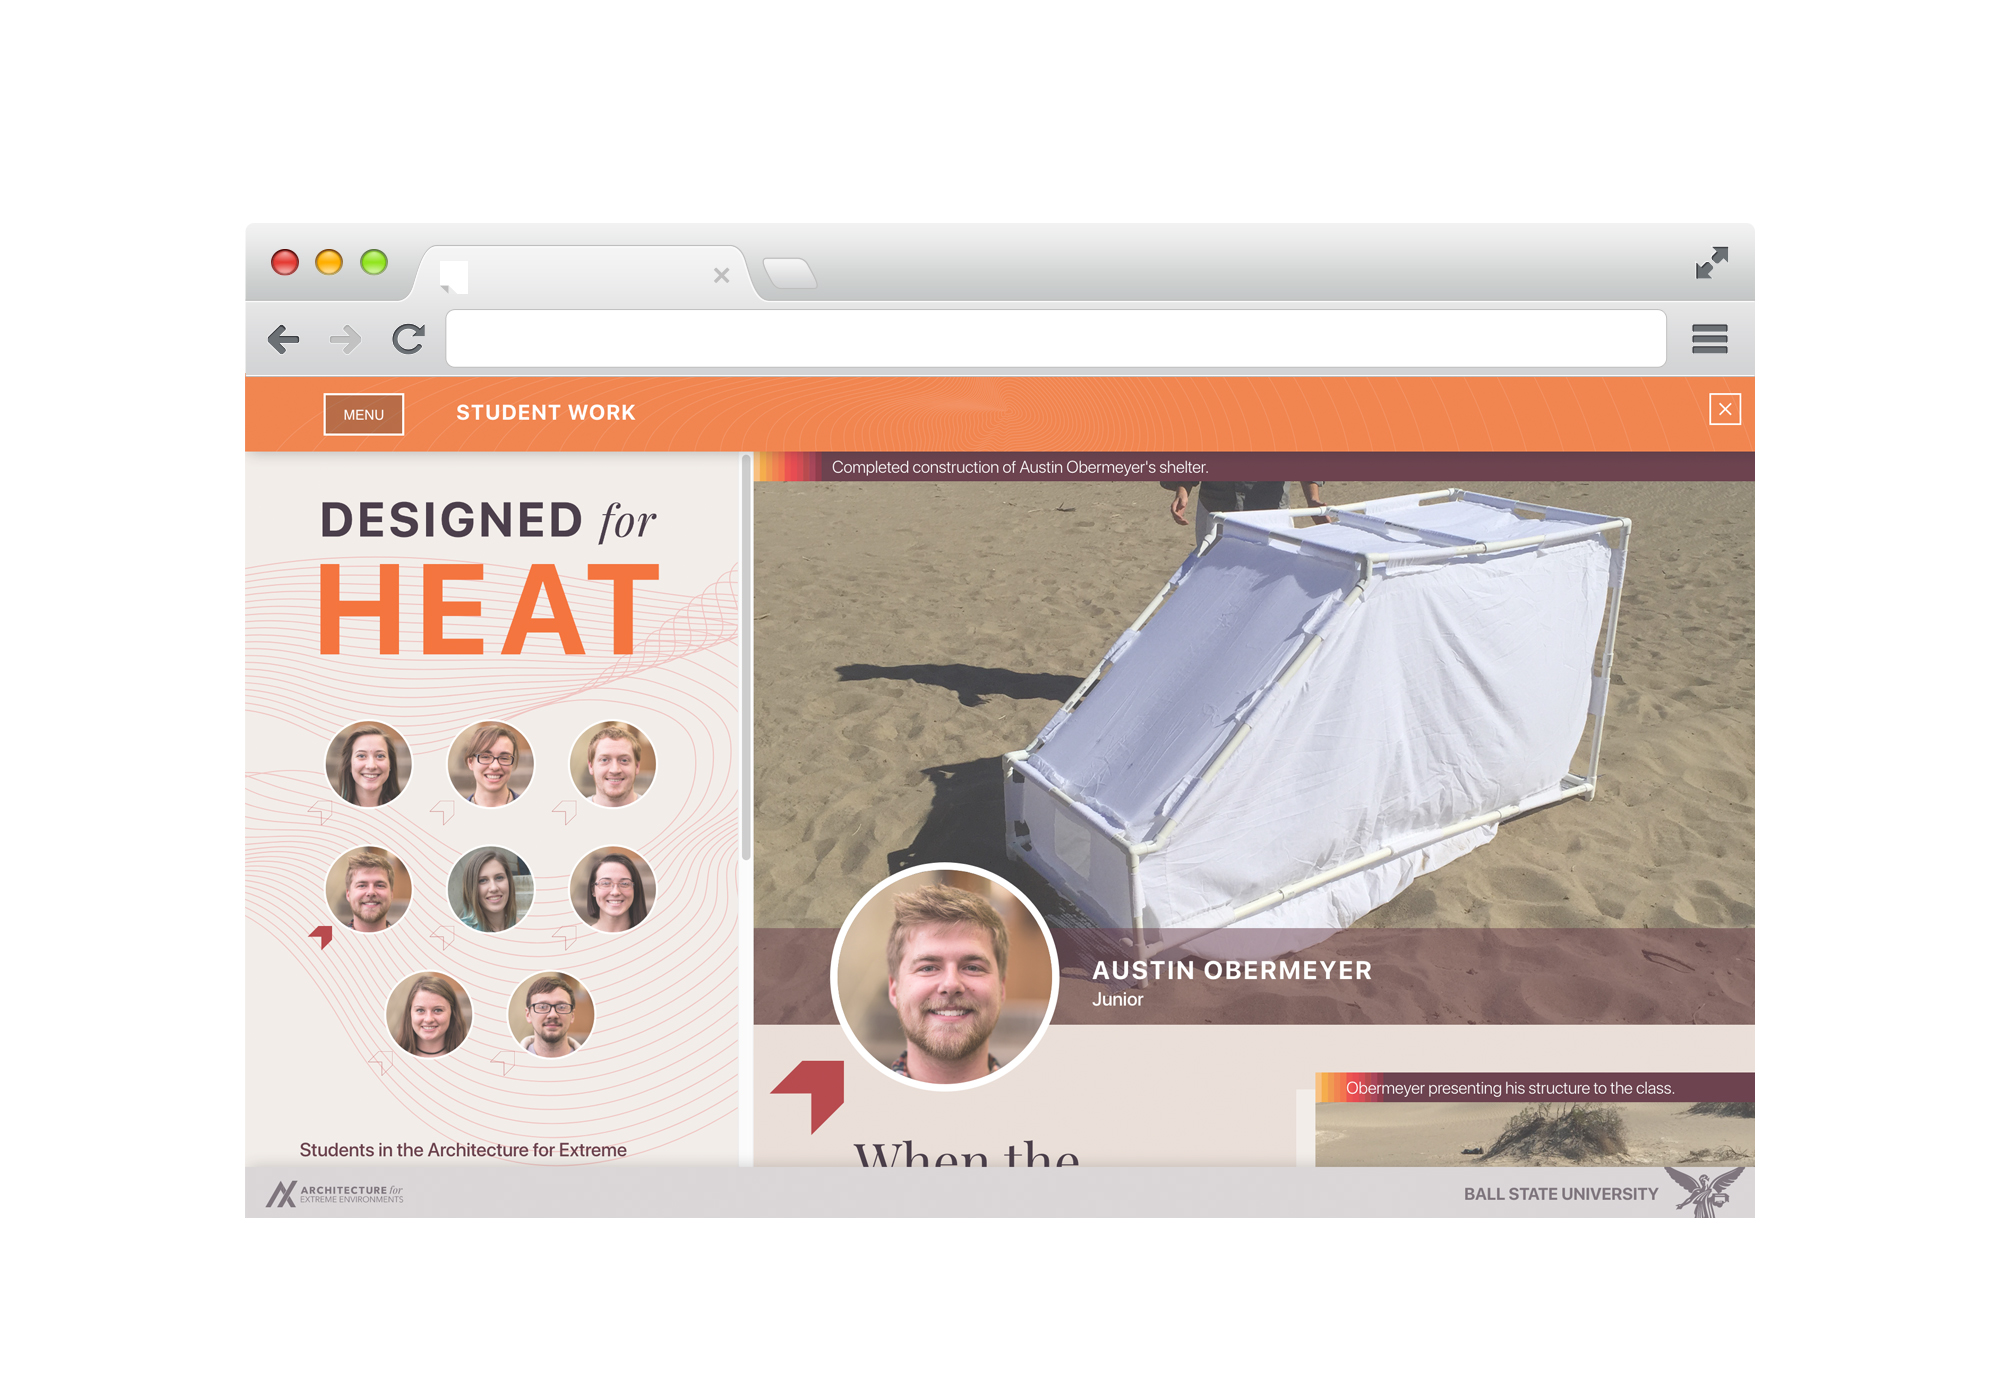 MENU
STUDENT WORK
DESIGNED for
HEAT
Students in the Architecture for Extreme
Completed construction of Austin Obermeyer's shelter.
AUSTIN OBERMEYER
Junior
Obermeyer presenting his structure to the class.
When the
ARCHITECTURE for
EXTREME ENVIRONMENTS
BALL STATE UNIVERSITY